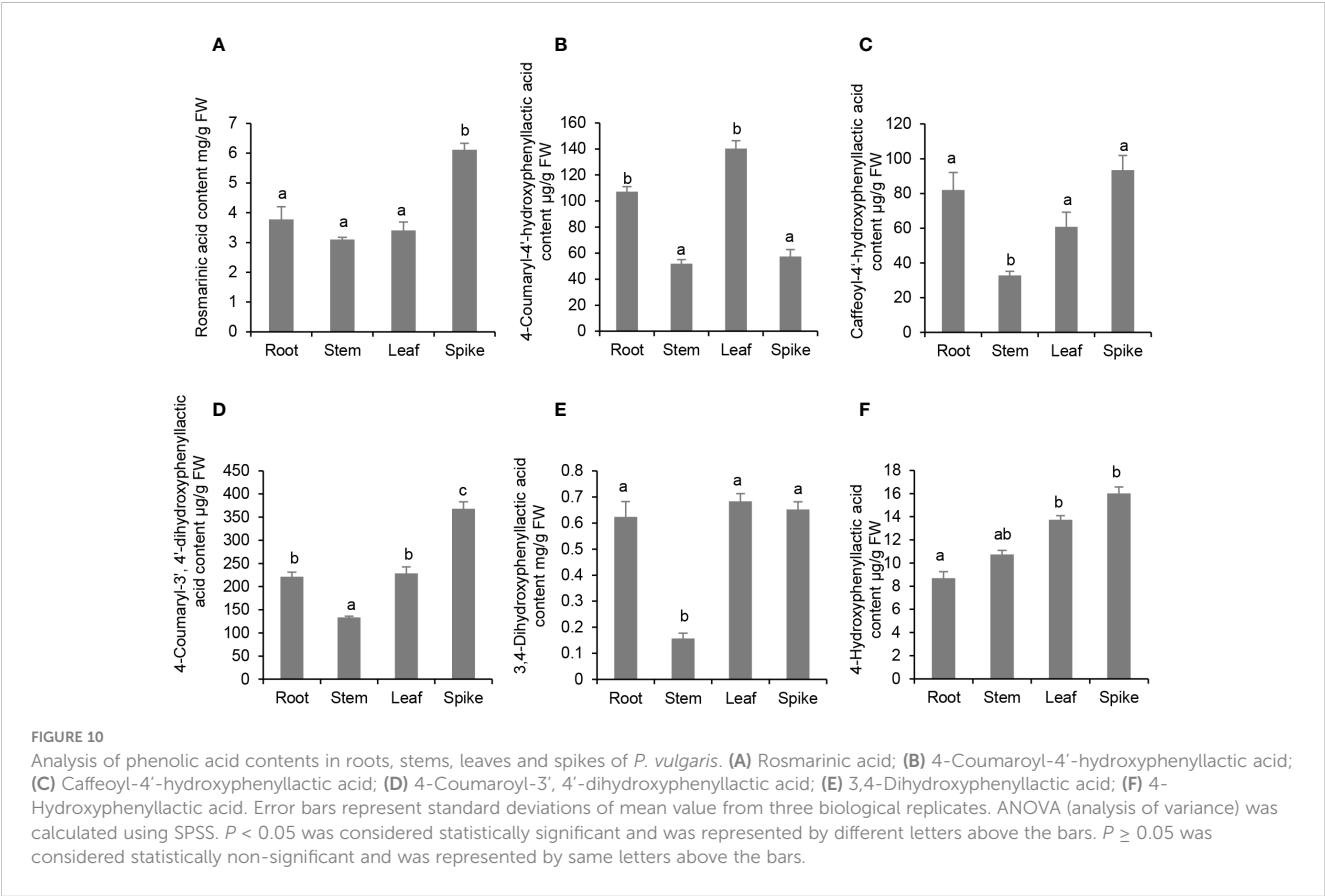 A
Rosmarinic acid content mg/g FW
7
6
5
4
3
2
1
0
a
a
a
b
Root Stem Leaf Spike
B
4-Coumaryl-4'-hydroxyphenyllactic acid
content µg/g FW
160
140
120
100
80
60
40
20
0
b
a
b
a
Root Stem Leaf Spike
C
Caffeoyl-4'-hydroxyphenyllactic acid
content µg/g FW
120
100
80
60
40
20
0
a
b
a
a
Root Stem Leaf Spike
D
4-Coumaryl-3', 4'-dihydroxyphenyllactic
acid content µg/g FW
450
400
350
300
250
200
150
100
50
0
b
a
b
c
Root Stem Leaf Spike
E
3,4-Dihydroxyphenyllactic acid
content mg/g FW
0.8
0.7
0.6
0.5
0.4
0.3
0.2
0.1
0
a
b
a
a
Root Stem Leaf Spike
F
4-Hydroxyphenyllactic acid
content µg/g FW
18
16
14
12
10
8
6
4
2
0
a
ab
b
b
Root Stem Leaf Spike
FIGURE 10
Analysis of phenolic acid contents in roots, stems, leaves and spikes of P. vulgaris. (A) Rosmarinic acid; (B) 4-Coumaroyl-4'-hydroxyphenyllactic acid;
(C) Caffeoyl-4'-hydroxyphenyllactic acid; (D) 4-Coumaroyl-3', 4'-dihydroxyphenyllactic acid; (E) 3,4-Dihydroxyphenyllactic acid; (F) 4-
Hydroxyphenyllactic acid. Error bars represent standard deviations of mean value from three biological replicates. ANOVA (analysis of variance) was
calculated using SPSS. P < 0.05 was considered statistically significant and was represented by different letters above the bars. P ≥ 0.05 was
considered statistically non-significant and was represented by same letters above the bars.